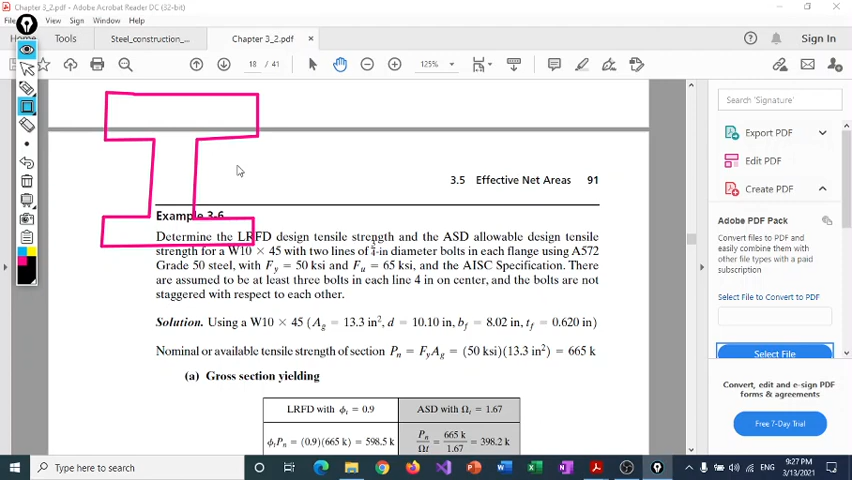 Chapter 3_2.pdf - Adobe Acrobat Reader DC (32-bit)
View Sign Window Help
Tools Steel_construction_... Chapter 3_2.pdf × Sign In
18 / 41 125%
3.5 Effective Net Areas 91
Example 3-6
Determine the LRFD design tensile strength and the ASD allowable design tensile
strength for a W10 × 45 with two lines of 3/4-in diameter bolts in each flange using A572
Grade 50 steel, with Fy = 50 ksi and Fu = 65 ksi, and the AISC Specification. There
are assumed to be at least three bolts in each line 4 in on center, and the bolts are not
staggered with respect to each other.
Solution. Using a W10 × 45 (Ag = 13.3 in², d = 10.10 in, bf = 8.02 in, tf = 0.620 in)
Nominal or available tensile strength of section Pn = FyAg = (50 ksi)(13.3 in²) = 665 k
(a) Gross section yielding
LRFD with ϕt = 0.9 ASD with Ωt = 1.67
ϕtPn = (0.9)(665 k) = 598.5 k Pn/Ωt = 665 k/1.67 = 398.2 k
Search 'Signature'
Export PDF
Edit PDF
Create PDF
Adobe PDF Pack
Convert files to PDF and
easily combine them with
other file types with a paid
subscription
Select File to Convert to PDF
Select File
Convert, edit and e-sign PDF
forms & agreements
Free 7-Day Trial
Type here to search
ENG
9:27 PM
3/13/2021